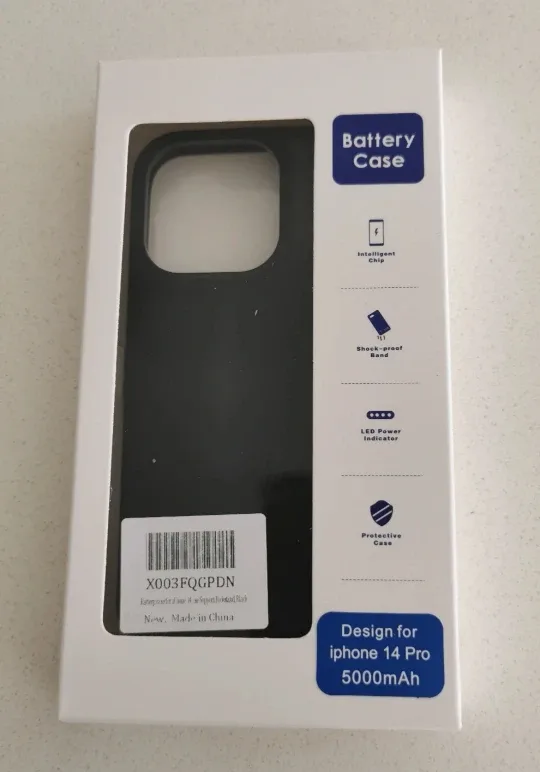 Battery
Case
Intelligent
Chip
Shock-proof
Band
LED Power
Indicator
Protective
Case
X003FQGPDN
New. Made in China
Design for
iphone 14 Pro
5000mAh